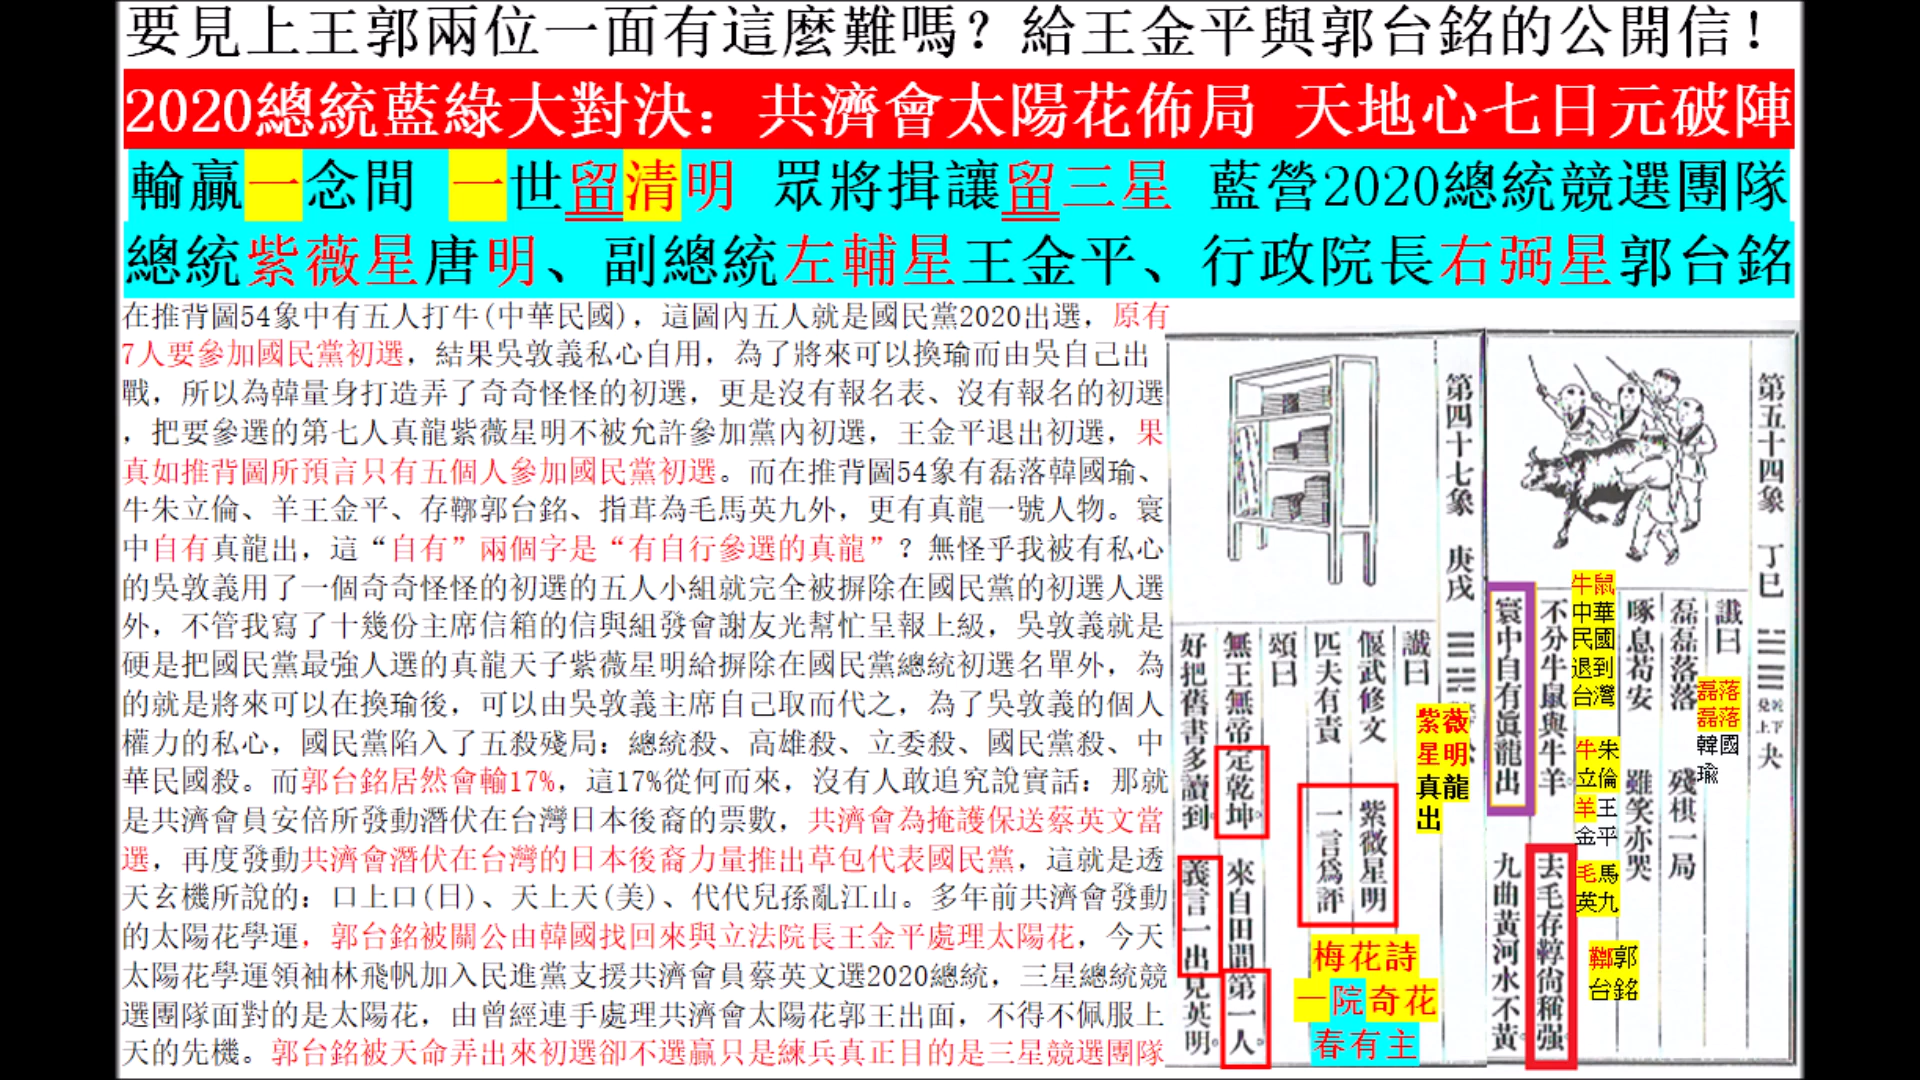 要見上王郭兩位一面有這麼難嗎？給王金平與郭台銘的公開信！
2020總統藍綠大對決：共濟會太陽花佈局 天地心七日元破陣
輸贏一念間 一世留清明 眾將揖讓留三星 藍營2020總統競選團隊
總統紫薇星唐明、副總統左輔星王金平、行政院長右弼星郭台銘
在推背圖54象中有五人打牛(中華民國)，這圖內五人就是國民黨2020出選，原有
7人要參加國民黨初選，結果吳敦義私心自用，為了將來可以換瑜而由吳自己出
戰，所以為韓量身打造弄了奇奇怪怪的初選，更是沒有報名表、沒有報名的初選
，把要參選的第七人真龍紫薇星明不被允許參加黨內初選，王金平退出初選，果
真如推背圖所預言只有五個人參加國民黨初選。而在推背圖54象有磊落韓國瑜、
牛朱立倫、羊王金平、存鞹郭台銘、指茸為毛馬英九外，更有真龍一號人物。寰
中自有真龍出，這“自有”兩個字是“有自行參選的真龍”？無怪乎我被有私心
的吳敦義用了一個奇奇怪怪的初選的五人小組就完全被摒除在國民黨的初選人選
外，不管我寫了十幾份主席信箱的信與組發會謝友光幫忙呈報上級，吳敦義就是
硬是把國民黨最強人選的真龍天子紫薇星明給摒除在國民黨總統初選名單外，為
的就是將來可以在換瑜後，可以由吳敦義主席自己取而代之，為了吳敦義的個人
權力的私心，國民黨陷入了五殺殘局：總統殺、高雄殺、立委殺、國民黨殺、中
華民國殺。而郭台銘居然會輸17%，這17%從何而來，沒有人敢追究說實話：那就
是共濟會員安倍所發動潛伏在台灣日本後裔的票數，共濟會為掩護保送蔡英文當
選，再度發動共濟會潛伏在台灣的日本後裔力量推出草包代表國民黨，這就是透
天玄機所說的：口上口(日)、天上天(美)、代代兒孫亂江山。多年前共濟會發動
的太陽花學運，郭台銘被關公由韓國找回來與立法院長王金平處理太陽花，今天
太陽花學運領袖林飛帆加入民進黨支援共濟會員蔡英文選2020總統，三星總統競
選團隊面對的是太陽花，由曾經連手處理共濟會太陽花郭王出面，不得不佩服上
天的先機。郭台銘被天命弄出來初選卻不選贏只是練兵真正目的是三星競選團隊
第五十四象 丁巳
兌上乾下 夬
讖曰
磊磊落落 殘棋一局
啄息苟安 雖笑亦哭
不分牛鼠與牛羊
去毛存鞟尚稱强
寰中自有眞龍出
九曲黃河水不黃
磊落
磊落
韓國
瑜
牛鼠
中華
民國
退到
台灣
牛朱
立倫
羊王
金平
毛馬
英九
鞹郭
台銘
第四十七象 庚戌
讖曰
偃武修文 紫微星明
匹夫有責 一言爲評
頌曰
無王無帝定乾坤
來自田間第一人
好把舊書多讀到
義言一出見英明
紫薇
星明
真龍
出
梅花詩
一院奇花
春有主